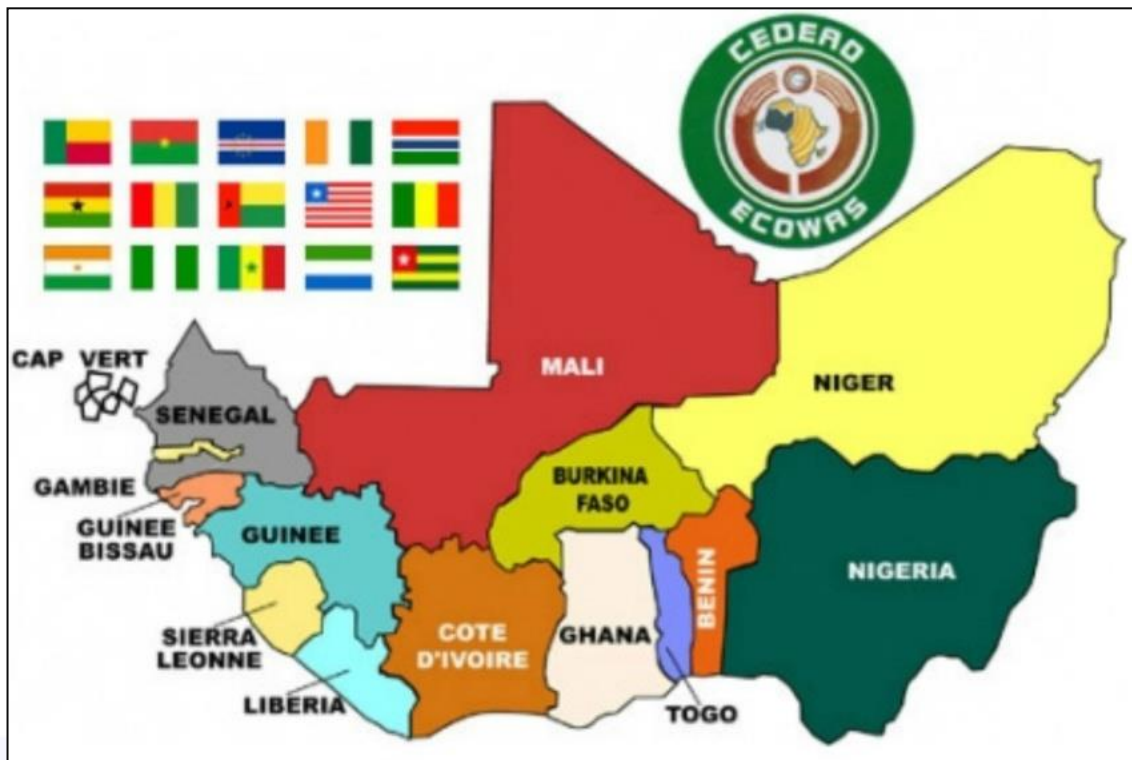 CEDEAO
ECOWAS
MALI
NIGER
CAP VERT
SENEGAL
BURKINA
FASO
GAMBIE
GUINEE
BISSAU
GUINEE
NIGERIA
BENIN
SIERRA
LEONNE
COTE
D'IVOIRE
GHANA
LIBERIA
TOGO